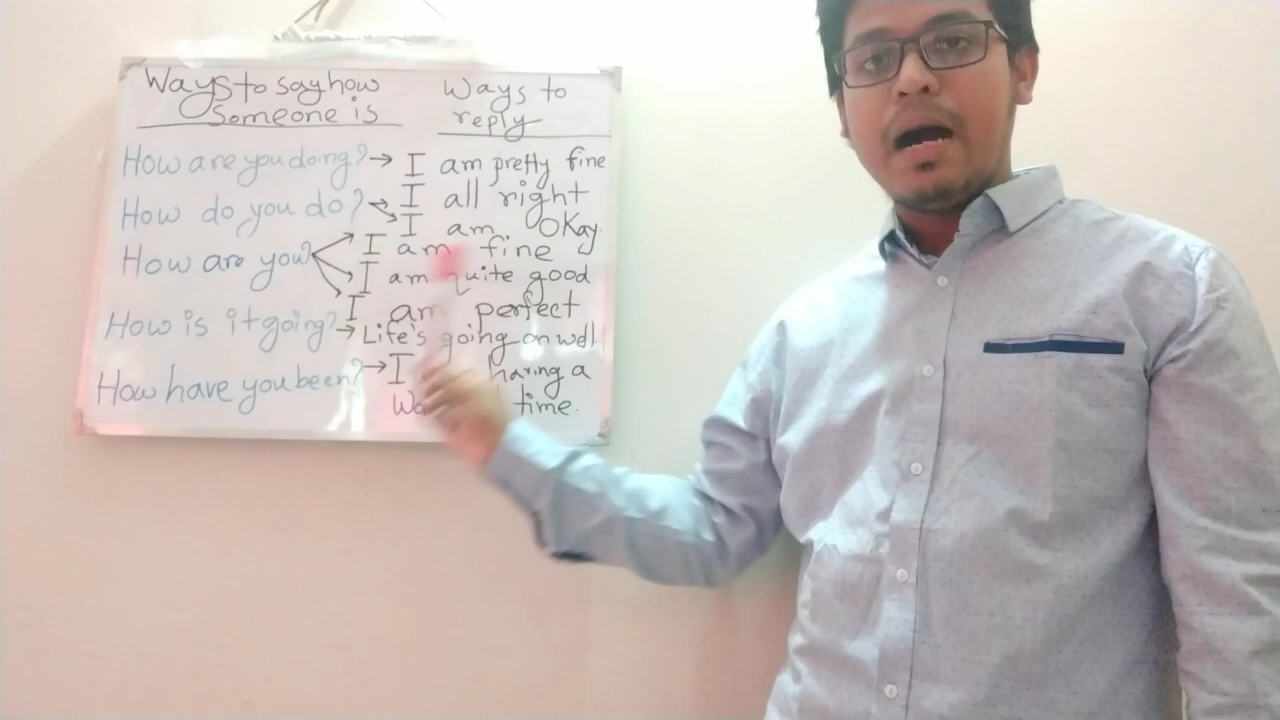 Ways to say how
Someone is
Ways to
reply
How are you doing? → I am pretty fine
How do you do? → I all right
I am okay.
How are you? → I am fine
I am quite good
I am perfect
How is it going? → Life's going on well
How have you been? → I having a
time.